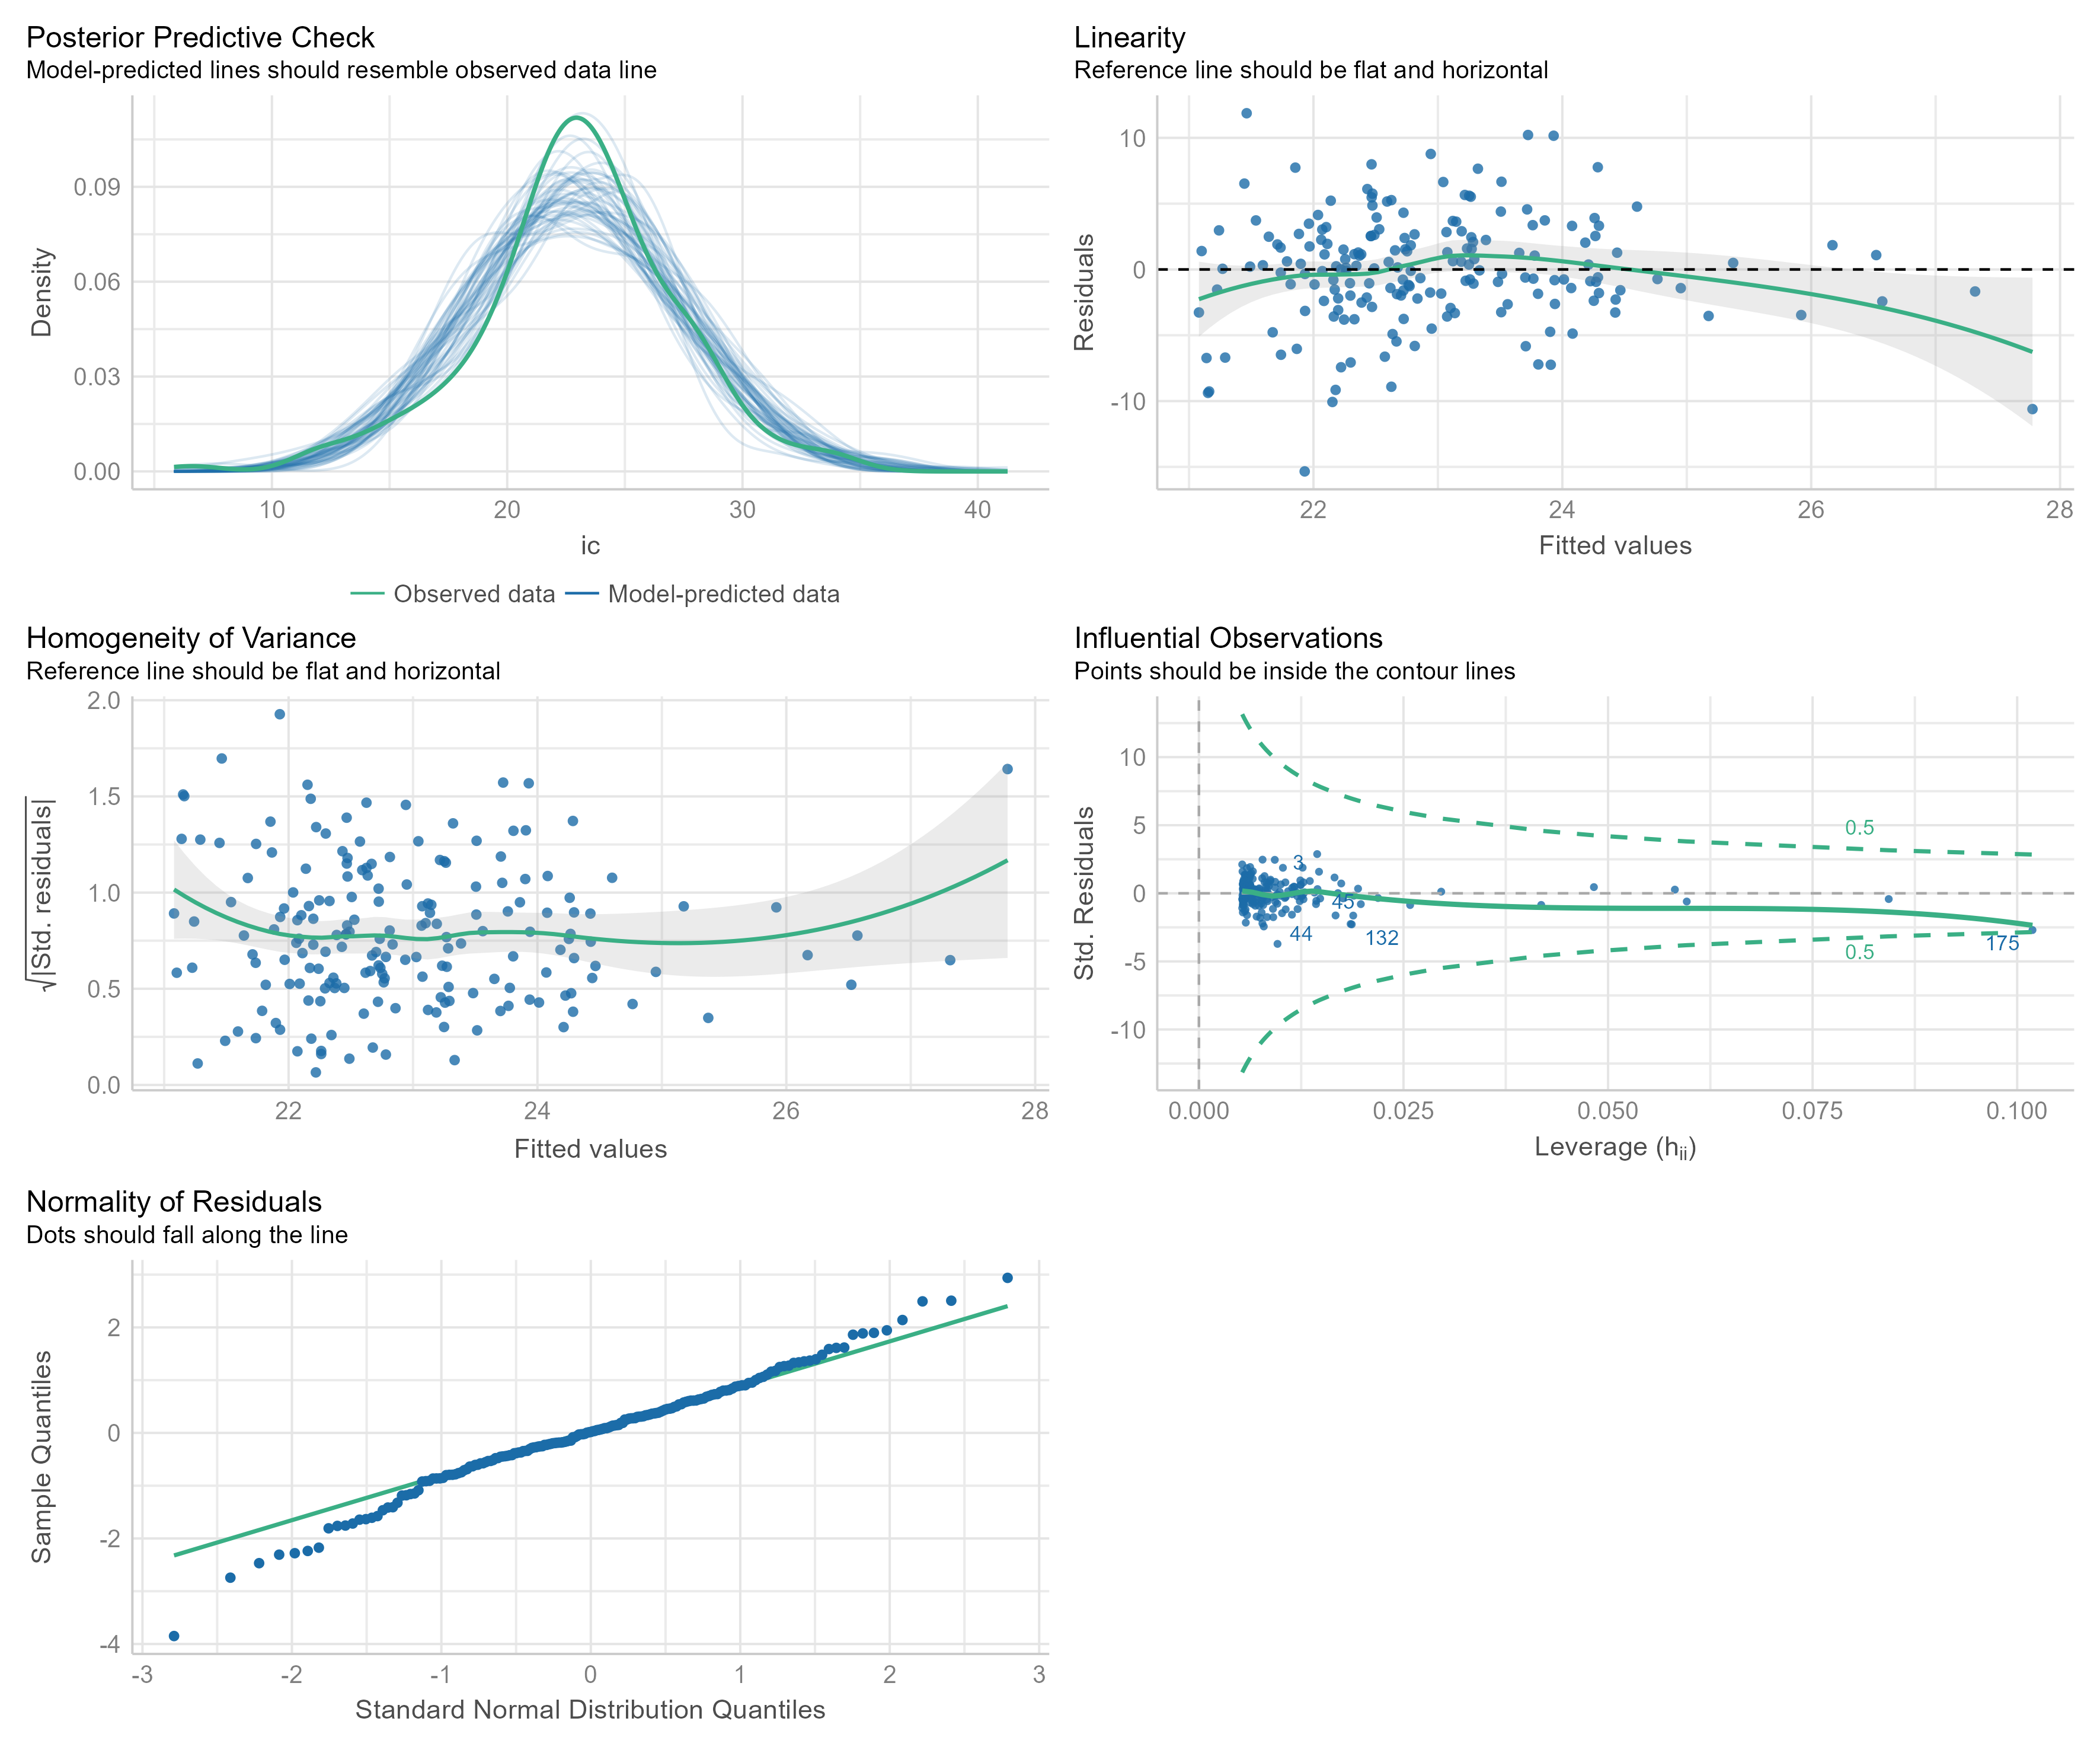 Posterior Predictive Check
Model-predicted lines should resemble observed data line
Density
0.09
0.06
0.03
0.00
10 20 30 40
ic
Observed data Model-predicted data
Linearity
Reference line should be flat and horizontal
Residuals
10
0
-10
22 24 26 28
Fitted values
Homogeneity of Variance
Reference line should be flat and horizontal
√|Std. residuals|
2.0
1.5
1.0
0.5
0.0
22 24 26 28
Fitted values
Influential Observations
Points should be inside the contour lines
Std. Residuals
10
5
0
-5
-10
0.5
3
45
44
132
175
0.5
0.000 0.025 0.050 0.075 0.100
Leverage (hii)
Normality of Residuals
Dots should fall along the line
Sample Quantiles
2
0
-2
-4
-3 -2 -1 0 1 2 3
Standard Normal Distribution Quantiles